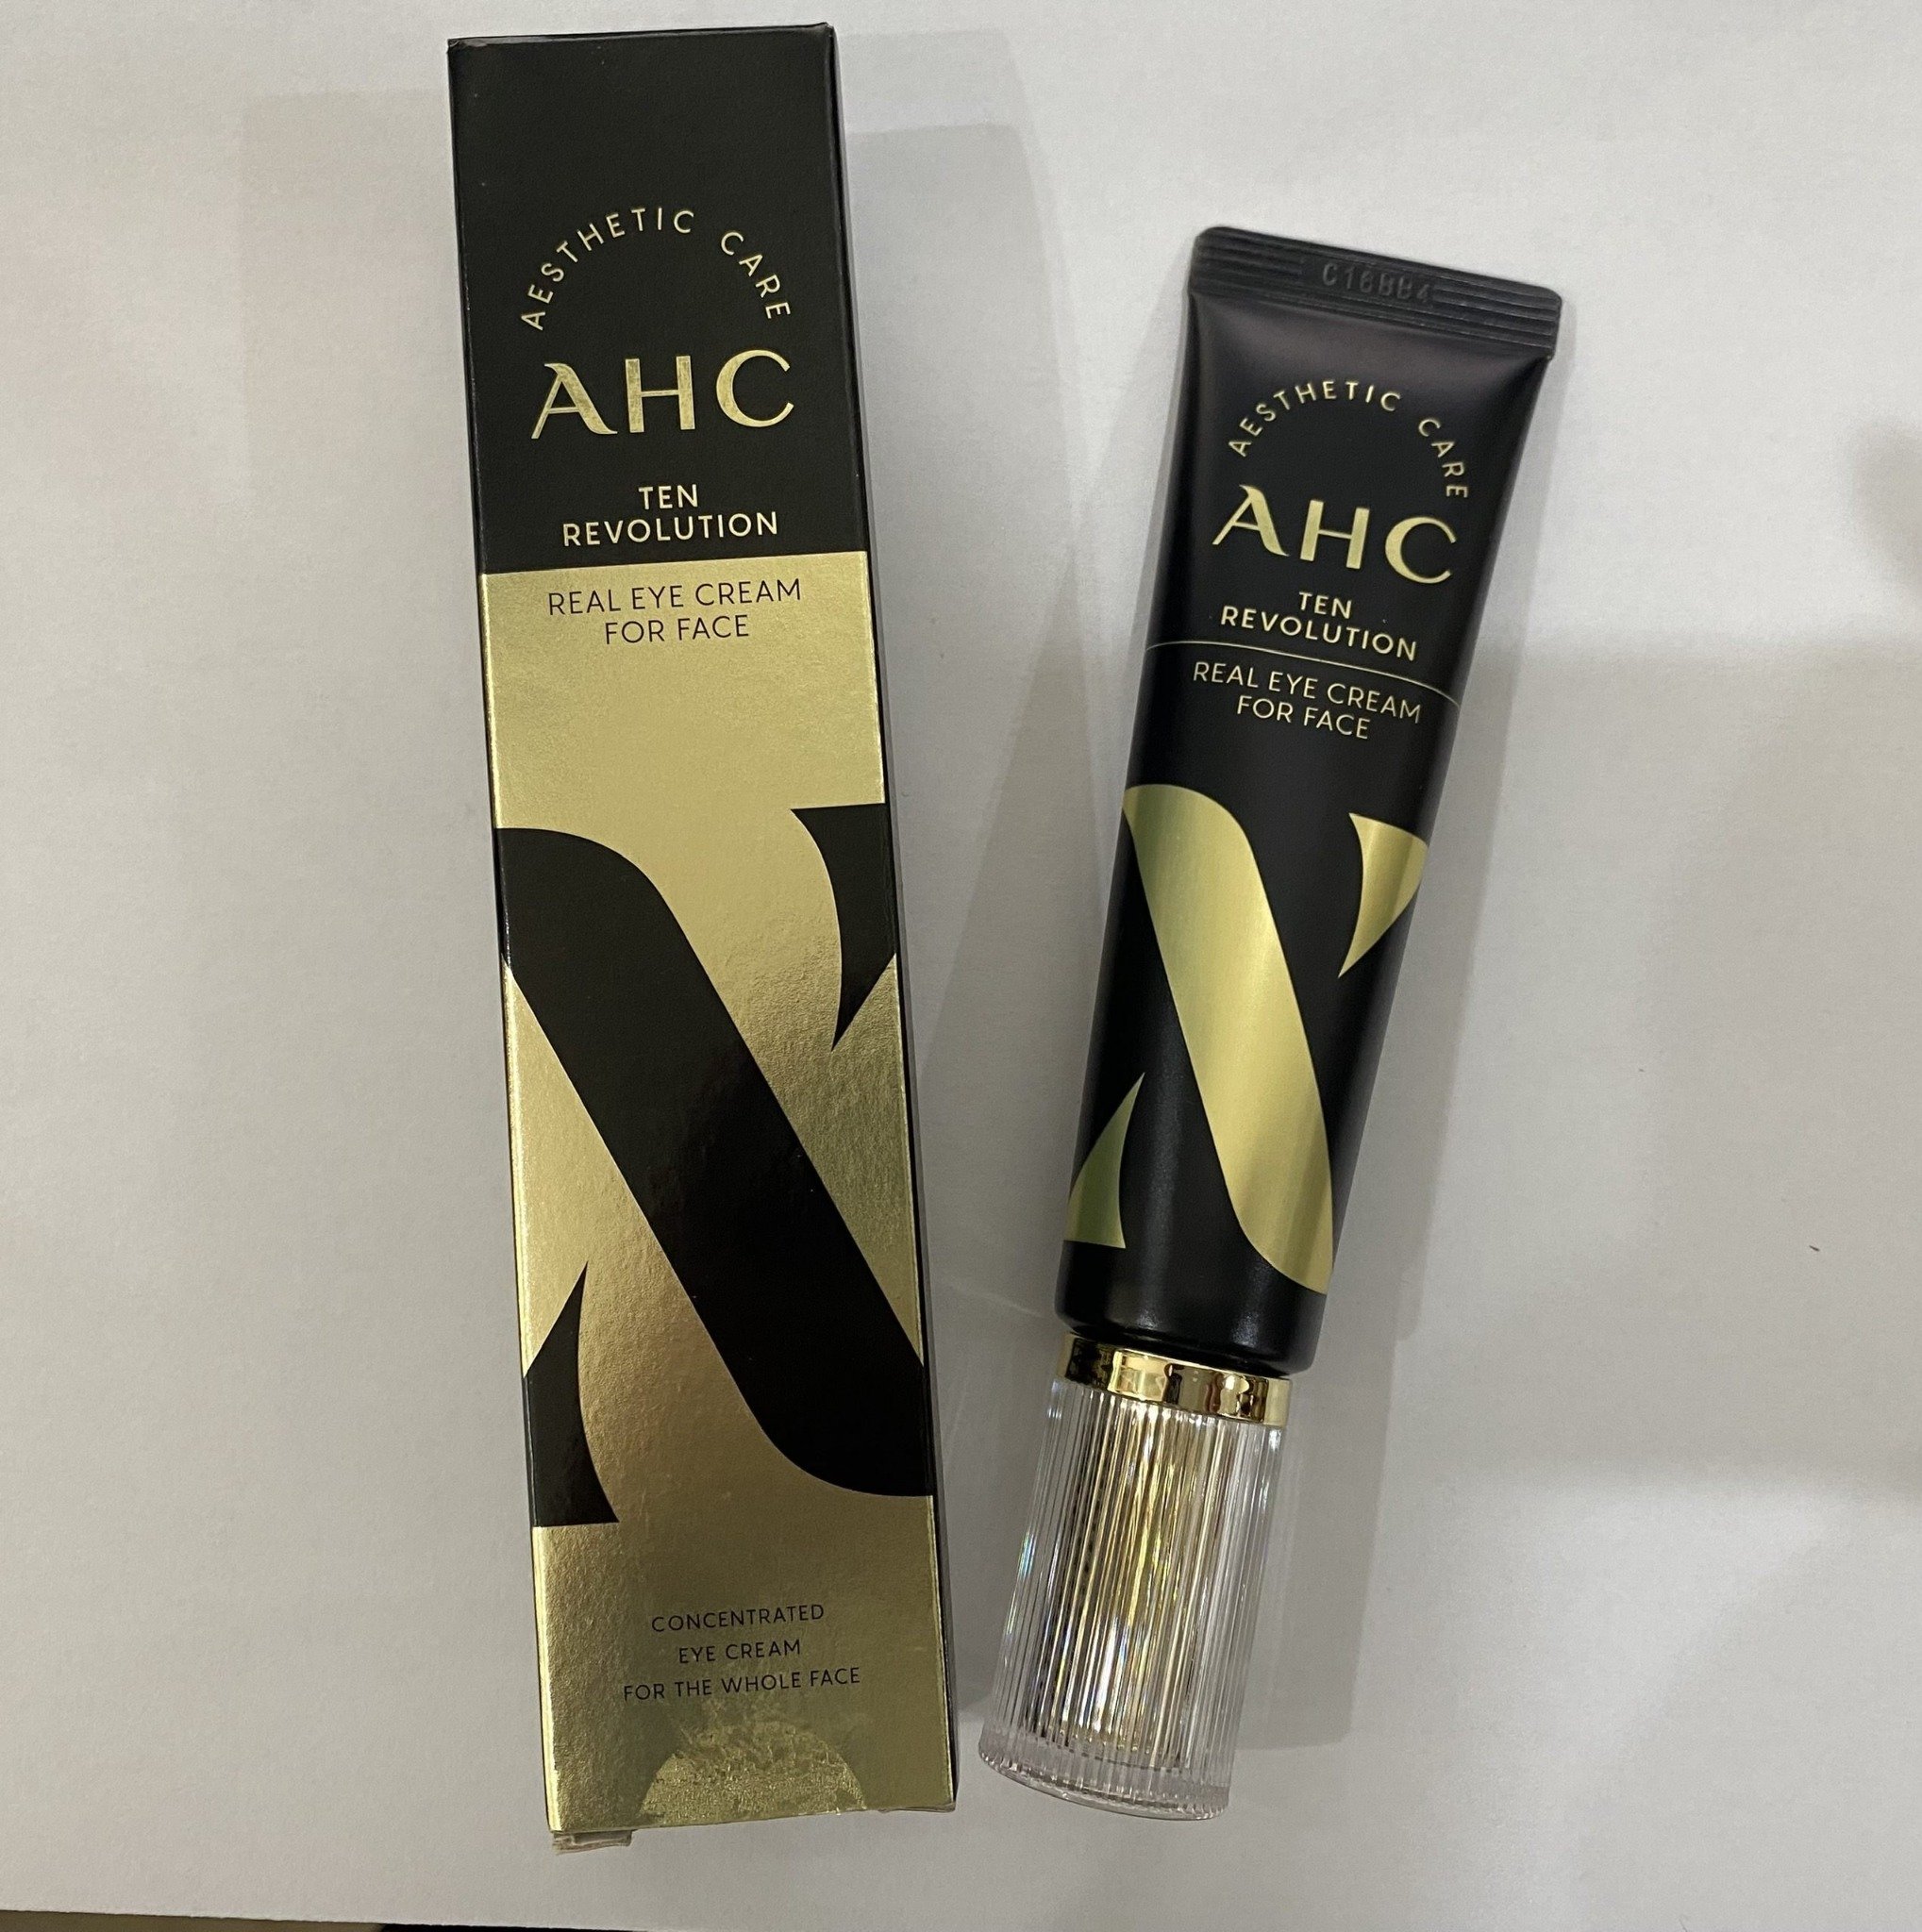 AESTHETIC CARE
AHC
TEN
REVOLUTION
REAL EYE CREAM
FOR FACE
CONCENTRATED
EYE CREAM
FOR THE WHOLE FACE
AESTHETIC CARE
AHC
TEN
REVOLUTION
REAL EYE CREAM
FOR FACE